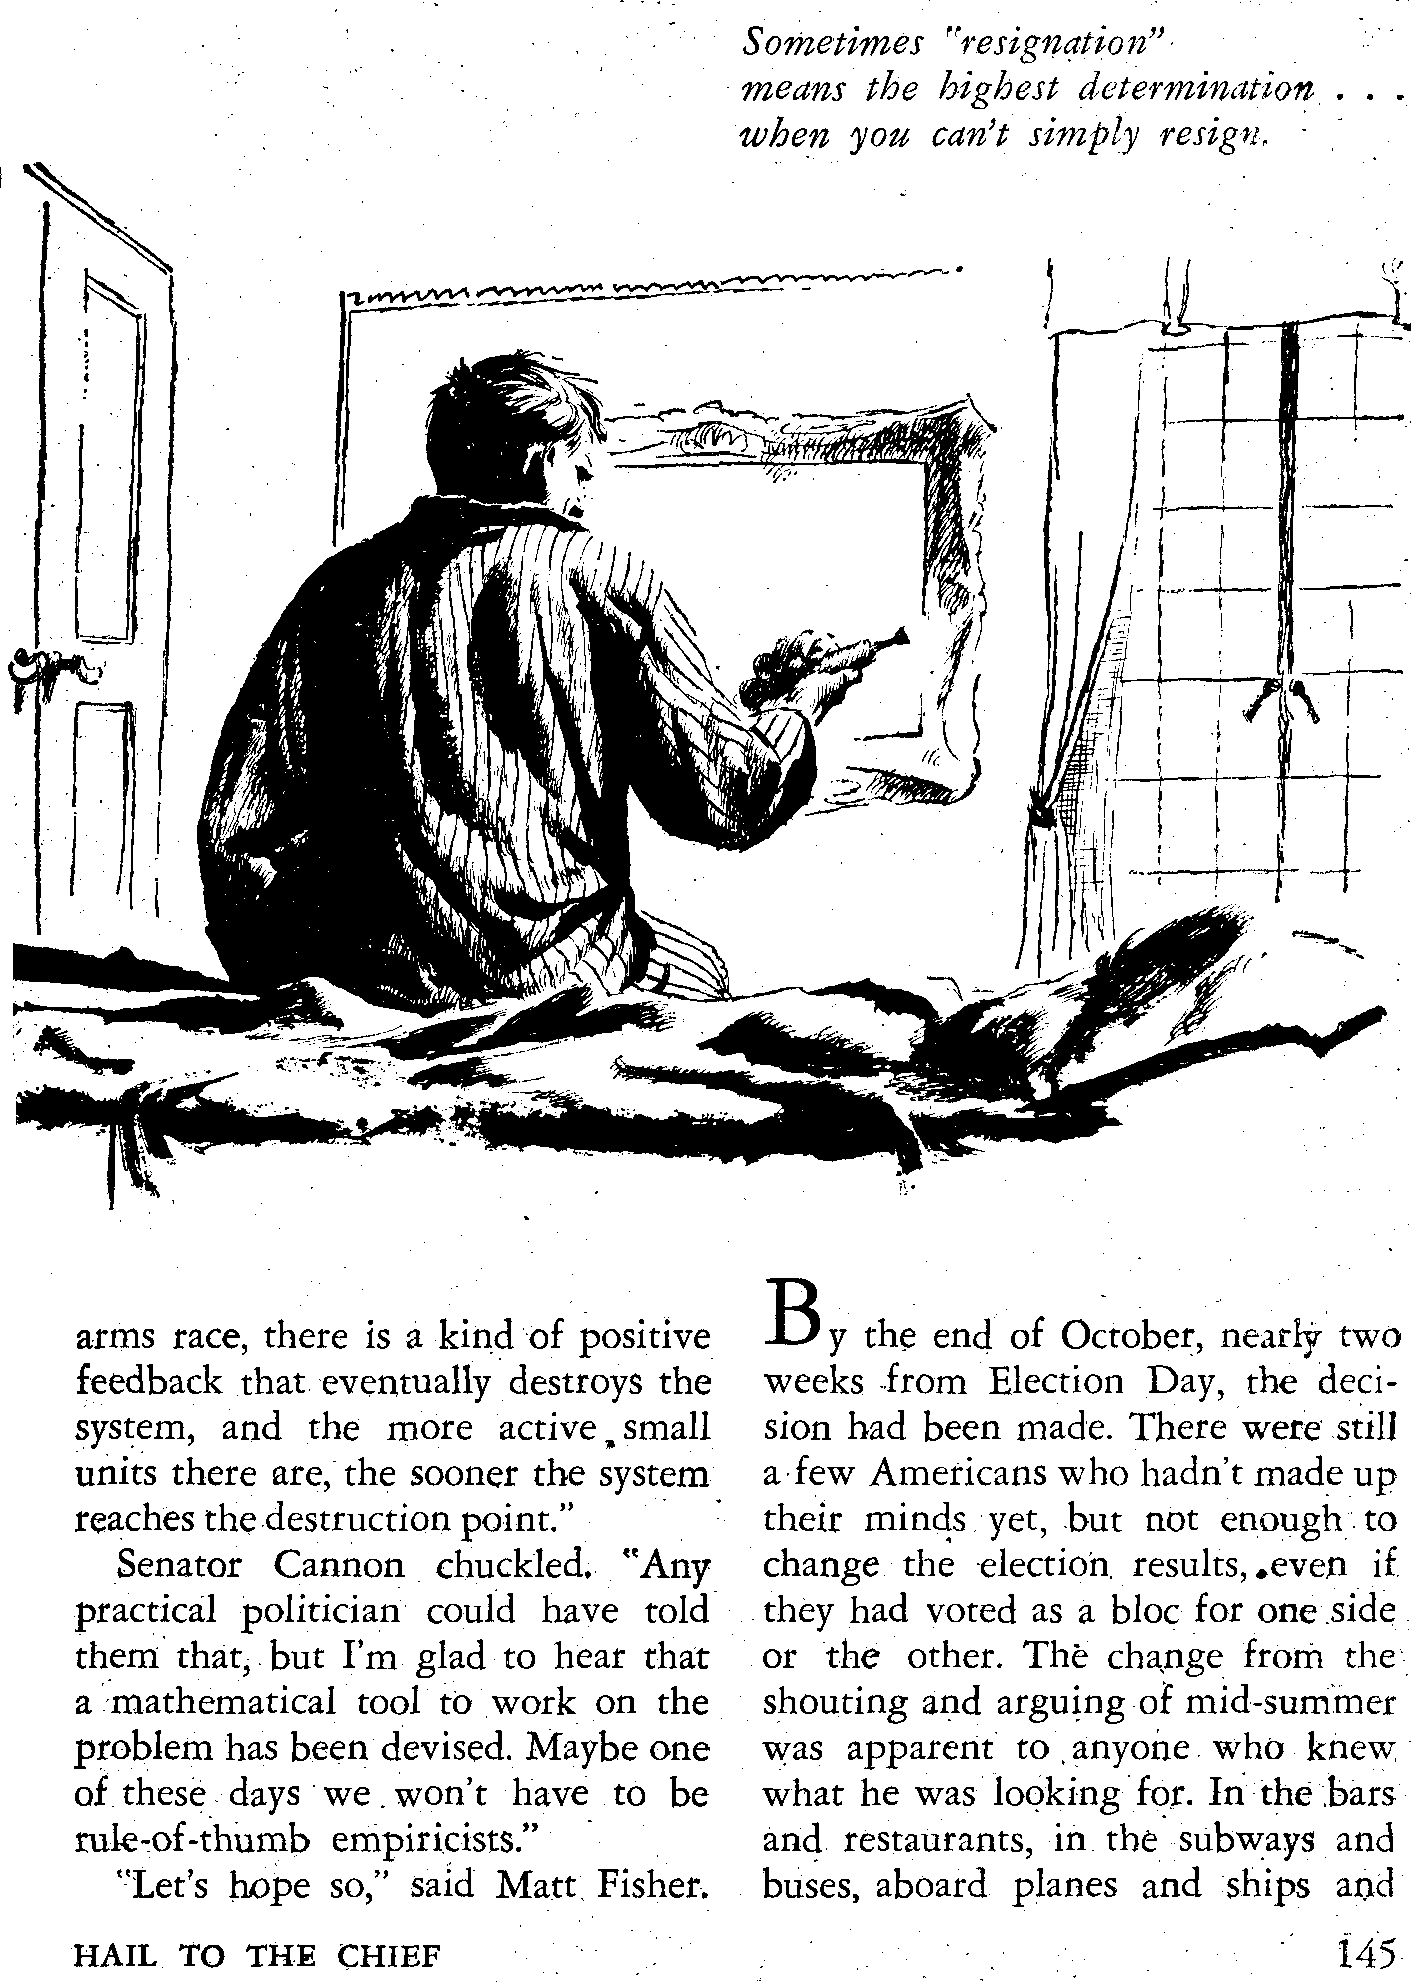 Sometimes "resignation"
means the highest determination . . .
when you can't simply resign.
arms race, there is a kind of positive
feedback that eventually destroys the
system, and the more active, small
units there are, the sooner the system
reaches the destruction point."
Senator Cannon chuckled. "Any
practical politician could have told
them that, but I'm glad to hear that
a mathematical tool to work on the
problem has been devised. Maybe one
of these days we won't have to be
rule-of-thumb empiricists."
"Let's hope so," said Matt Fisher.
By the end of October, nearly two
weeks from Election Day, the deci-
sion had been made. There were still
a few Americans who hadn't made up
their minds yet, but not enough to
change the election results, even if
they had voted as a bloc for one side
or the other. The change from the
shouting and arguing of mid-summer
was apparent to anyone who knew
what he was looking for. In the bars
and restaurants, in the subways and
buses, aboard planes and ships and
HAIL TO THE CHIEF
145